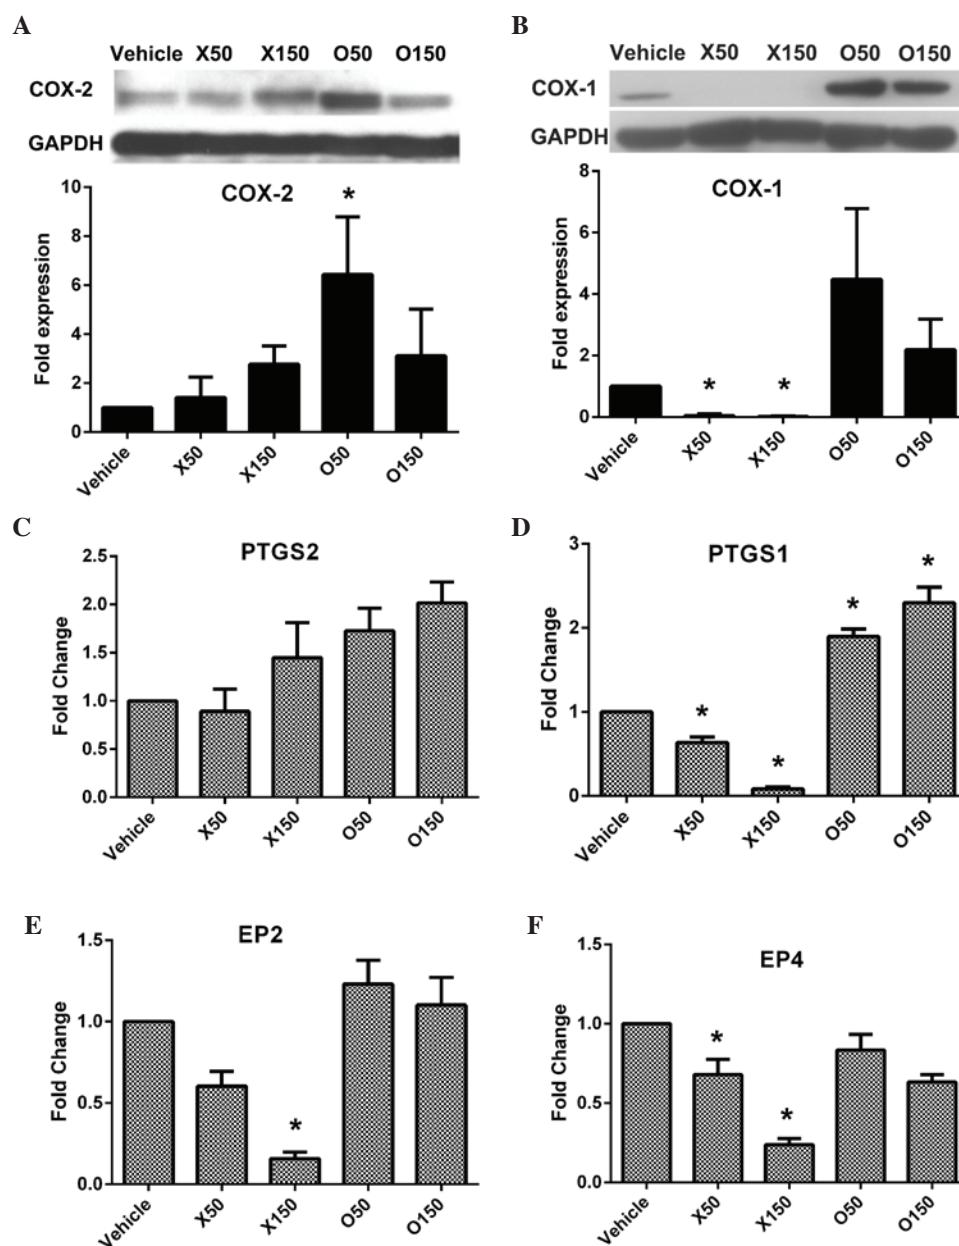 A
Vehicle X50 X150 O50 O150
COX-2
GAPDH
COX-2
*
Fold expression
10
8
6
4
2
0
Vehicle X50 X150 O50 O150
B
Vehicle X50 X150 O50 O150
COX-1
GAPDH
COX-1
* *
Fold expression
8
6
4
2
0
Vehicle X50 X150 O50 O150
C
PTGS2
Fold Change
2.5
2.0
1.5
1.0
0.5
0.0
Vehicle X50 X150 O50 O150
D
PTGS1
* * * *
Fold Change
3
2
1
0
Vehicle X50 X150 O50 O150
E
EP2
*
Fold Change
1.5
1.0
0.5
0.0
Vehicle X50 X150 O50 O150
F
EP4
* *
Fold Change
1.5
1.0
0.5
0.0
Vehicle X50 X150 O50 O150